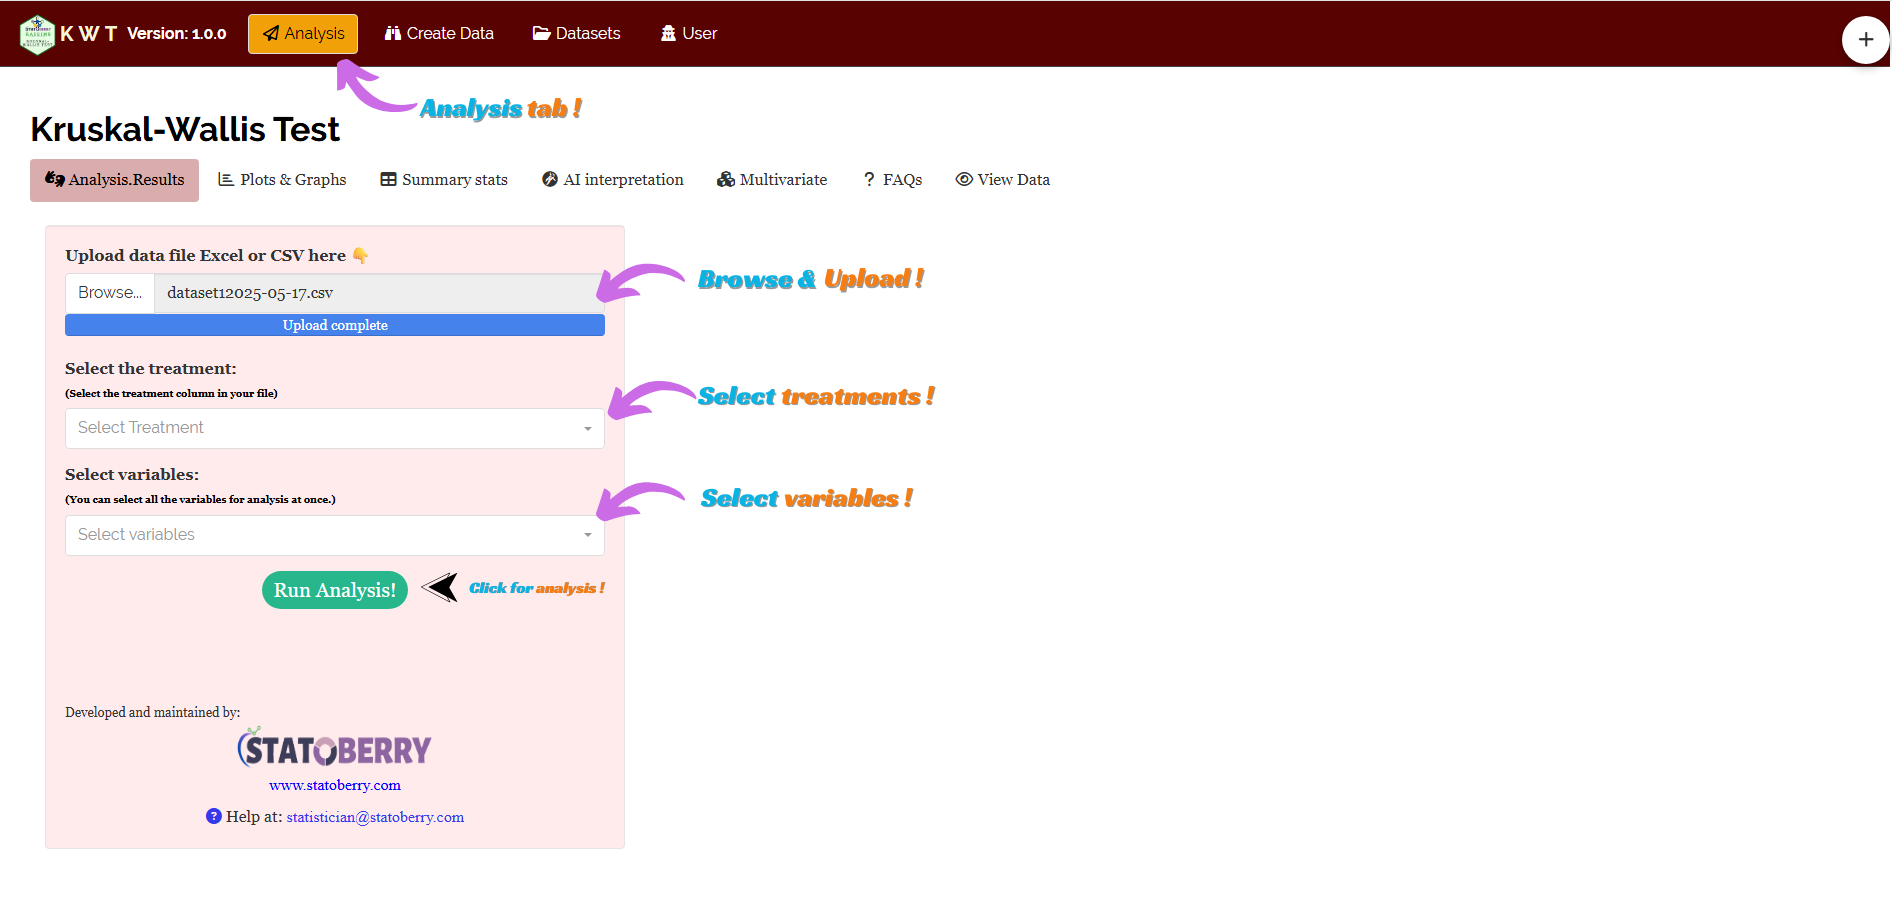 KWT Version: 1.0.0 Analysis Create Data Datasets User
Analysis tab !
Kruskal-Wallis Test
Analysis.Results Plots & Graphs Summary stats AI interpretation Multivariate FAQs View Data
Upload data file Excel or CSV here
Browse... dataset12025-05-17.csv
Browse & Upload !
Upload complete
Select the treatment:
(Select the treatment column in your file)
Select treatments !
Select Treatment
Select variables:
(You can select all the variables for analysis at once.)
Select variables !
Select variables
Run Analysis! Click for analysis !
Developed and maintained by:
STATOBERRY
www.statoberry.com
Help at: statistician@statoberry.com